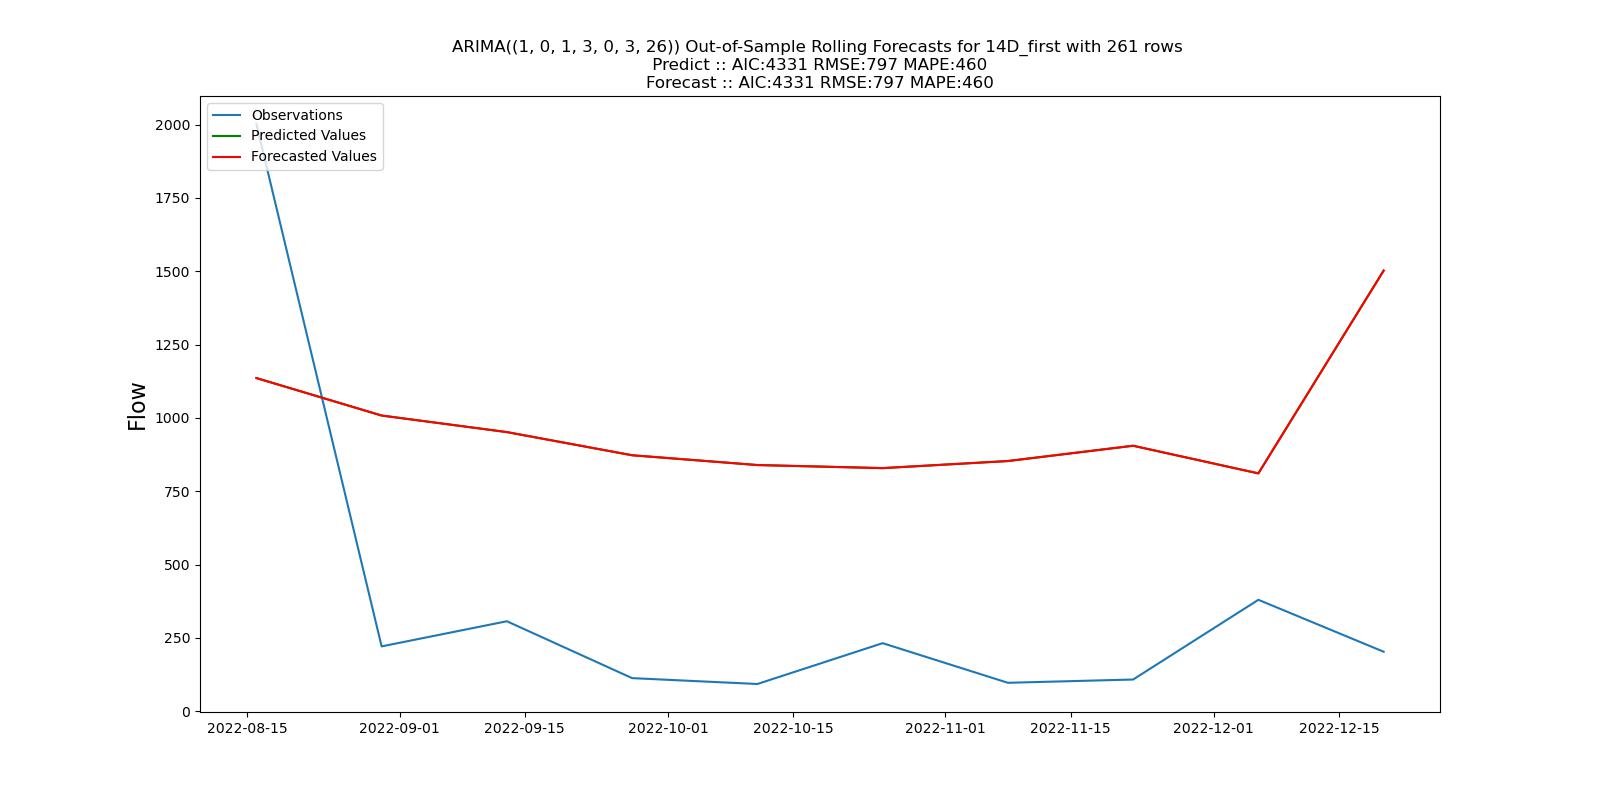 ARIMA((1, 0, 1, 3, 0, 3, 26)) Out-of-Sample Rolling Forecasts for 14D_first with 261 rows
Predict :: AIC:4331 RMSE:797 MAPE:460
Forecast :: AIC:4331 RMSE:797 MAPE:460
Observations
Predicted Values
Forecasted Values
2000
1750
1500
1250
1000
750
500
250
0
Flow
2022-08-15 2022-09-01 2022-09-15 2022-10-01 2022-10-15 2022-11-01 2022-11-15 2022-12-01 2022-12-15